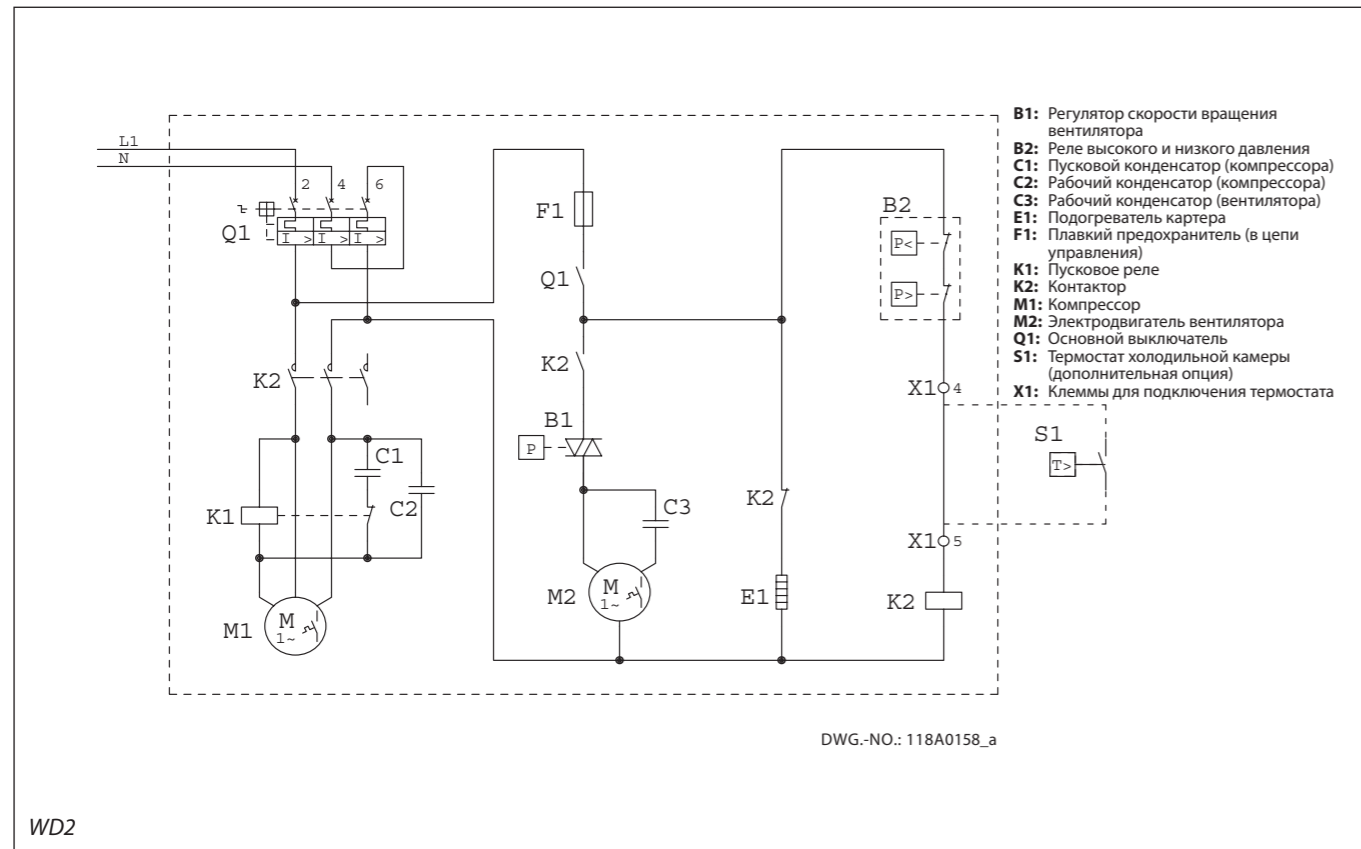 L1
N
2 4 6
Q1
I > I > I >
F1
Q1
K2
K2
B1
P
C1
C2
K1
C3
M2
M
1~
M1
M
1~
K2
E1
B2
P<
P>
X1 4
S1
T>
X1 5
K2
B1: Регулятор скорости вращения
вентилятора
B2: Реле высокого и низкого давления
C1: Пусковой конденсатор (компрессора)
C2: Рабочий конденсатор (компрессора)
C3: Рабочий конденсатор (вентилятора)
E1: Подогреватель картера
F1: Плавкий предохранитель (в цепи
управления)
K1: Пусковое реле
K2: Контактор
M1: Компрессор
M2: Электродвигатель вентилятора
Q1: Основной выключатель
S1: Термостат холодильной камеры
(дополнительная опция)
X1: Клеммы для подключения термостата
DWG.-NO.: 118A0158_a
WD2